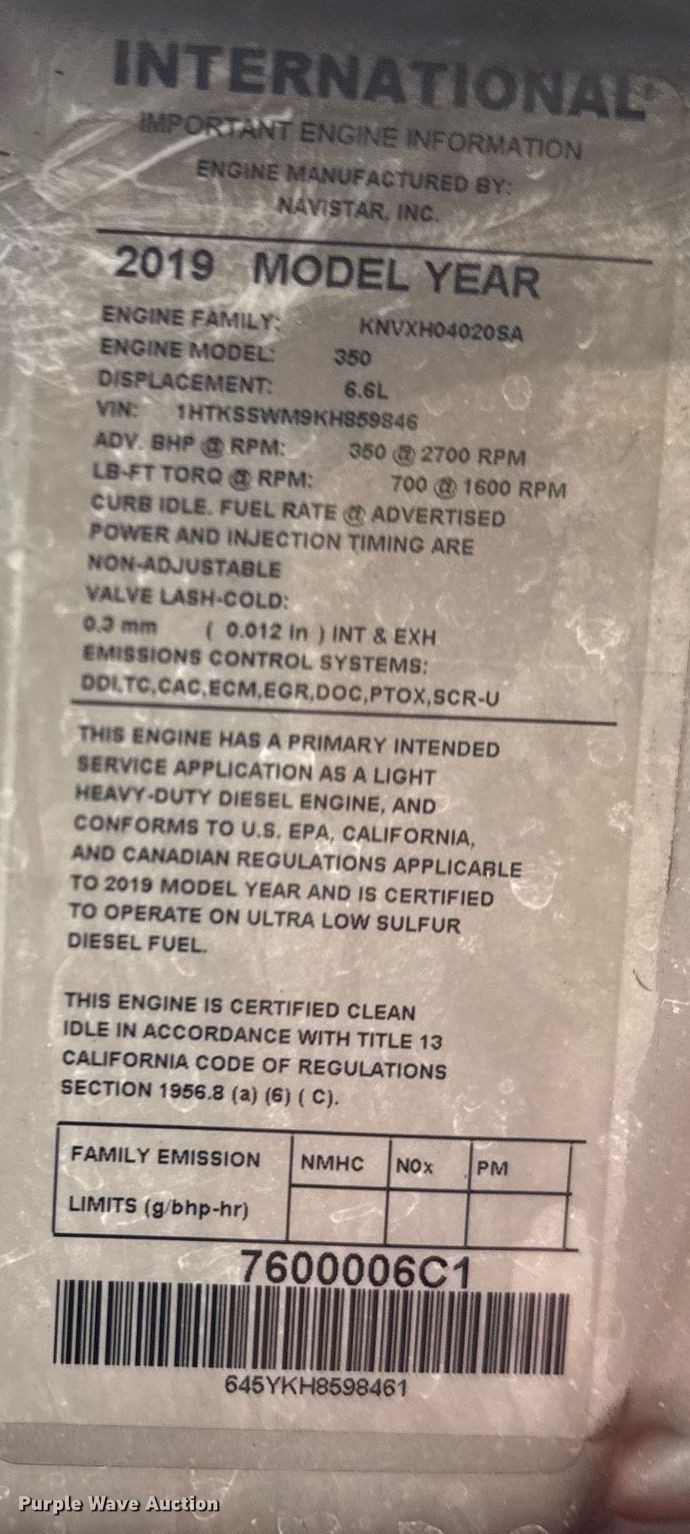 INTERNATIONAL®
IMPORTANT ENGINE INFORMATION
ENGINE MANUFACTURED BY:
NAVISTAR, INC.
2019 MODEL YEAR
ENGINE FAMILY: KNVXH04020SA
ENGINE MODEL: 350
DISPLACEMENT: 6.6L
VIN: 1HTKSSWM9KH859846
ADV. BHP @ RPM: 350 @ 2700 RPM
LB-FT TORQ @ RPM: 700 @ 1600 RPM
CURB IDLE. FUEL RATE @ ADVERTISED
POWER AND INJECTION TIMING ARE
NON-ADJUSTABLE
VALVE LASH-COLD:
0.3 mm ( 0.012 in ) INT & EXH
EMISSIONS CONTROL SYSTEMS:
DDI,TC,CAC,ECM,EGR,DOC,PTOX,SCR-U
THIS ENGINE HAS A PRIMARY INTENDED
SERVICE APPLICATION AS A LIGHT
HEAVY-DUTY DIESEL ENGINE, AND
CONFORMS TO U.S. EPA, CALIFORNIA,
AND CANADIAN REGULATIONS APPLICABLE
TO 2019 MODEL YEAR AND IS CERTIFIED
TO OPERATE ON ULTRA LOW SULFUR
DIESEL FUEL.
THIS ENGINE IS CERTIFIED CLEAN
IDLE IN ACCORDANCE WITH TITLE 13
CALIFORNIA CODE OF REGULATIONS
SECTION 1956.8 (a) (6) ( C).
FAMILY EMISSION NMHC NOx PM
LIMITS (g/bhp-hr)
7600006C1
645YKH8598461
Purple Wave Auction